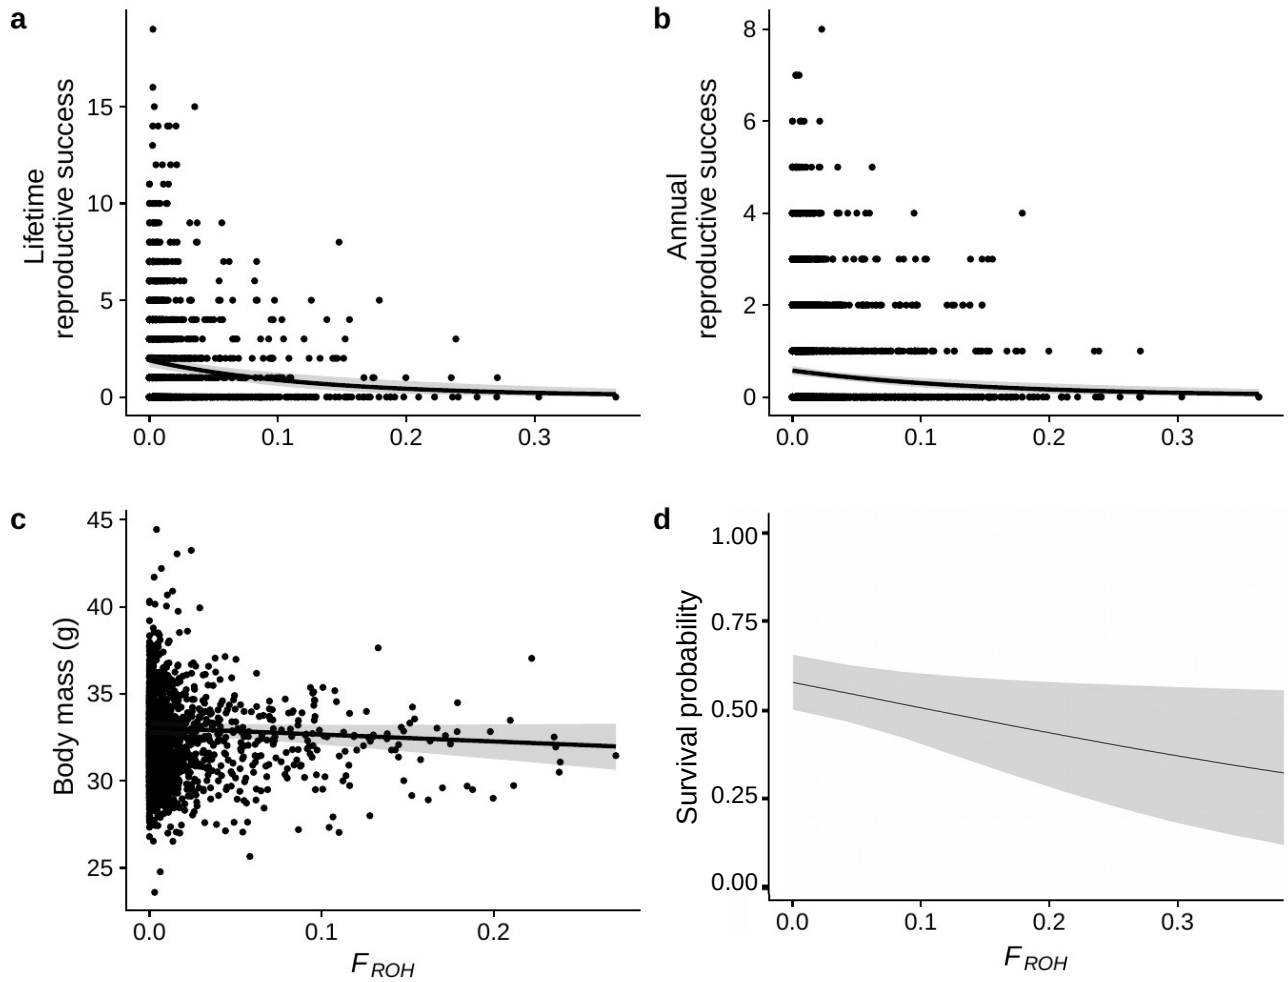 a
Lifetime
reproductive success
15
10
5
0
0.0 0.1 0.2 0.3
b
Annual
reproductive success
8
6
4
2
0
0.0 0.1 0.2 0.3
c
Body mass (g)
45
40
35
30
25
0.0 0.1 0.2
F ROH
d
Survival probability
1.00
0.75
0.50
0.25
0.00
0.0 0.1 0.2 0.3
F ROH